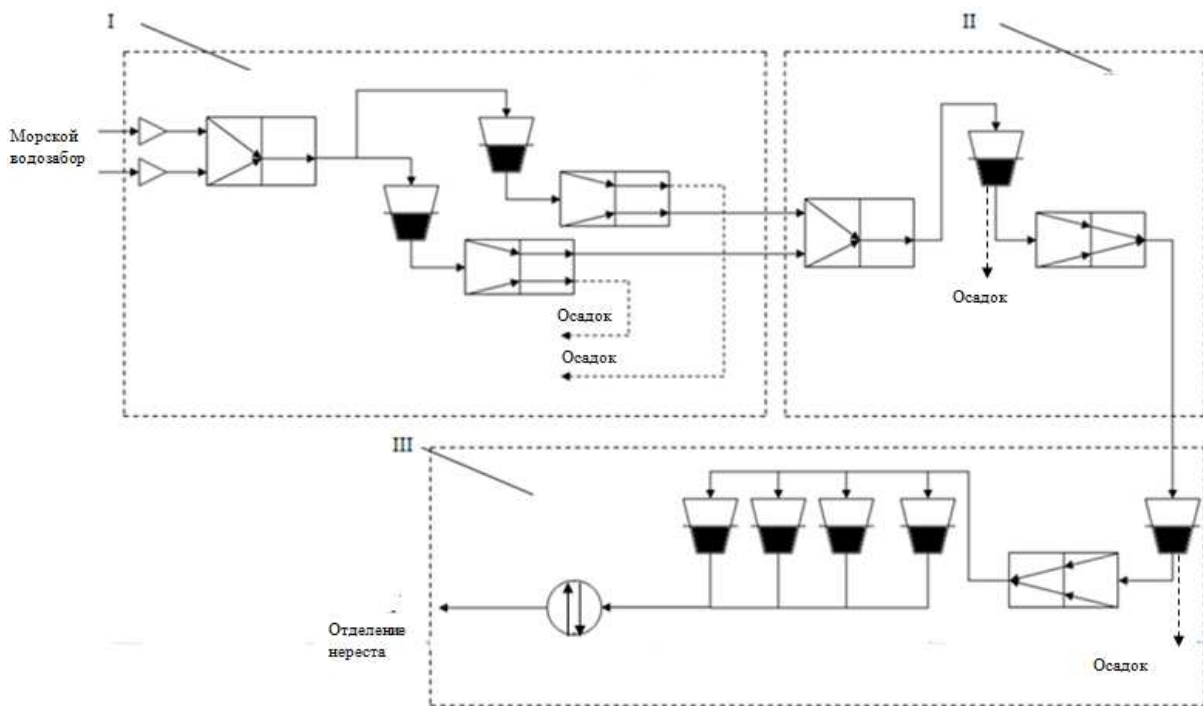 I
II
Морской
водозабор
Осадок
Осадок
Осадок
III
Отделение
нереста
Осадок